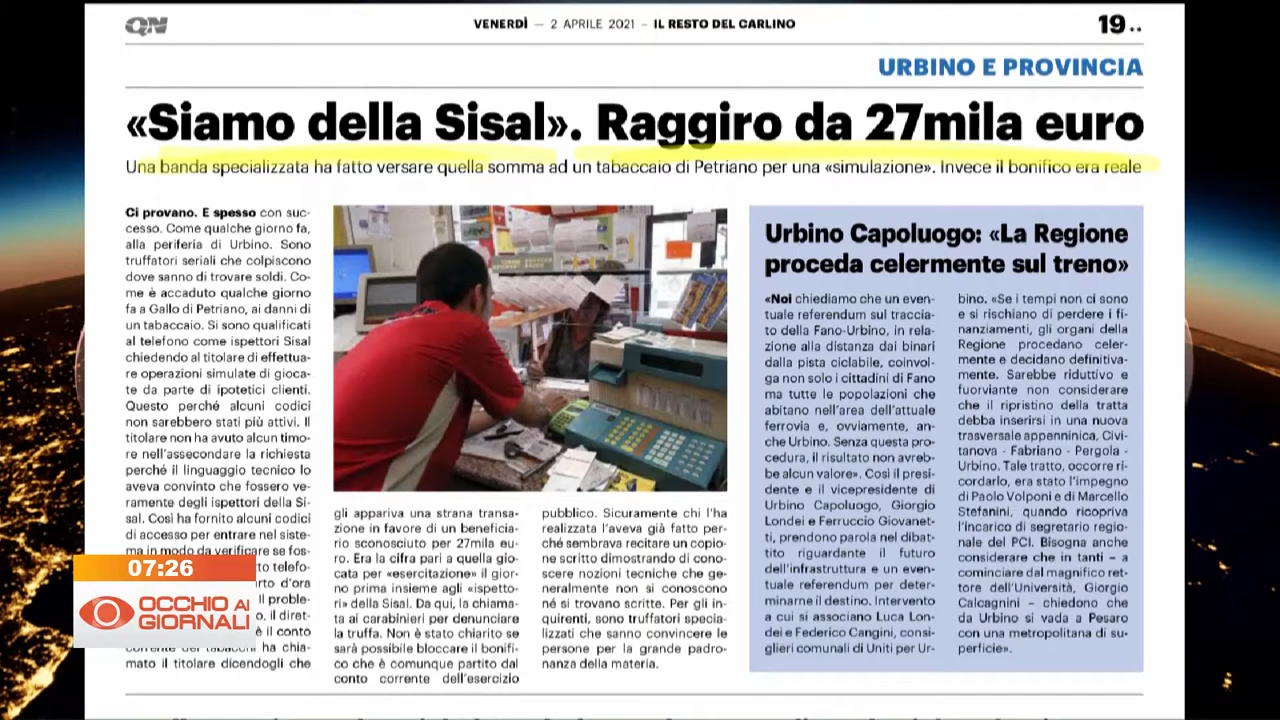 QN
VENERDÌ — 2 APRILE 2021 – IL RESTO DEL CARLINO
19 ..
URBINO E PROVINCIA
«Siamo della Sisal». Raggiro da 27mila euro
Una banda specializzata ha fatto versare quella somma ad un tabaccaio di Petriano per una «simulazione». Invece il bonifico era reale
Ci provano. E spesso con suc-
cesso. Come qualche giorno fa,
alla periferia di Urbino. Sono
truffatori seriali che colpiscono
dove sanno di trovare soldi. Co-
me è accaduto qualche giorno
fa a Gallo di Petriano, ai danni di
un tabaccaio. Si sono qualificati
al telefono come ispettori Sisal
chiedendo al titolare di effettua-
re operazioni simulate di gioca-
te da parte di ipotetici clienti.
Questo perché alcuni codici
non sarebbero stati più attivi. Il
titolare non ha avuto alcun timo-
re nell'assecondare la richiesta
perché il linguaggio tecnico lo
aveva convinto che fossero ve-
ramente degli ispettori della Si-
sal. Così ha fornito alcuni codici
di accesso per entrare nel siste-
ma in modo da verificare se fos-
to telefo-
arto d'ora
Il proble-
o, il diret-
è il conto
corrente dei tabacchi ha chia-
mato il titolare dicendogli che
gli appariva una strana transa-
zione in favore di un beneficia-
rio sconosciuto per 27mila eu-
ro. Era la cifra pari a quella gio-
cata per «esercitazione» il gior-
no prima insieme agli «ispetto-
ri» della Sisal. Da qui, la chiama-
ta ai carabinieri per denunciare
la truffa. Non è stato chiarito se
sarà possibile bloccare il bonifi-
co che è comunque partito dal
conto corrente dell'esercizio
pubblico. Sicuramente chi l'ha
realizzata l'aveva già fatto per-
ché sembrava recitare un copio-
ne scritto dimostrando di cono-
scere nozioni tecniche che ge-
neralmente non si conoscono
né si trovano scritte. Per gli in-
quirenti, sono truffatori specia-
lizzati che sanno convincere le
persone per la grande padro-
nanza della materia.
Urbino Capoluogo: «La Regione
proceda celermente sul treno»
«Noi chiediamo che un even-
tuale referendum sul traccia-
to della Fano-Urbino, in rela-
zione alla distanza dai binari
dalla pista ciclabile, coinvol-
ga non solo i cittadini di Fano
ma tutte le popolazioni che
abitano nell'area dell'attuale
ferrovia e, ovviamente, an-
che Urbino. Senza questa pro-
cedura, il risultato non avreb-
be alcun valore». Così il presi-
dente e il vicepresidente di
Urbino Capoluogo, Giorgio
Londei e Ferruccio Giovanet-
ti, prendono parola nel dibat-
tito riguardante il futuro
dell'infrastruttura e un even-
tuale referendum per deter-
minarne il destino. Intervento
a cui si associano Luca Lon-
dei e Federico Cangini, consi-
glieri comunali di Uniti per Ur-
bino. «Se i tempi non ci sono
e si rischiano di perdere i fi-
nanziamenti, gli organi della
Regione procedano celer-
mente e decidano definitiva-
mente. Sarebbe riduttivo e
fuorviante non considerare
che il ripristino della tratta
debba inserirsi in una nuova
trasversale appenninica, Civi-
tanova - Fabriano - Pergola -
Urbino. Tale tratto, occorre ri-
cordarlo, era stato l'impegno
di Paolo Volponi e di Marcello
Stefanini, quando ricopriva
l'incarico di segretario regio-
nale del PCI. Bisogna anche
considerare che in tanti – a
cominciare dal magnifico ret-
tore dell'Università, Giorgio
Calcagnini – chiedono che
da Urbino si vada a Pesaro
con una metropolitana di su-
perficie».
07:26
OCCHIO AI
GIORNALI